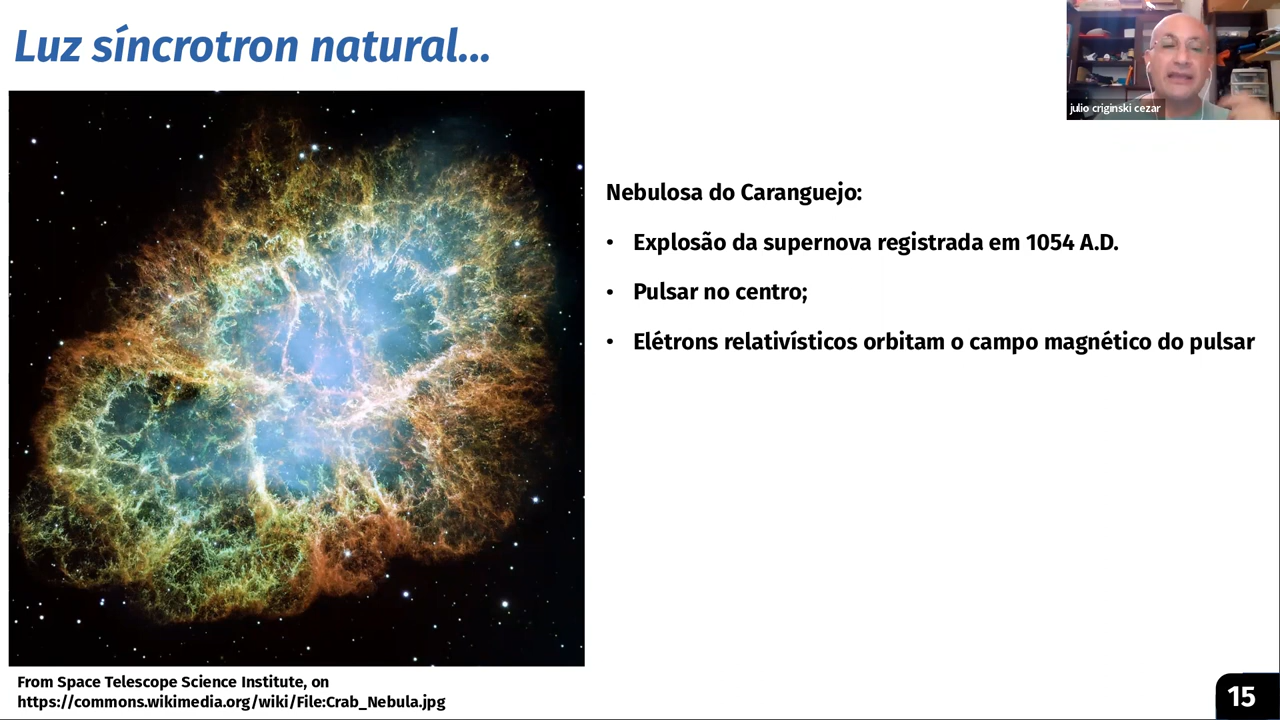 Luz síncrotron natural...
julio criginski cezar
Nebulosa do Caranguejo:
• Explosão da supernova registrada em 1054 A.D.
• Pulsar no centro;
• Elétrons relativísticos orbitam o campo magnético do pulsar
From Space Telescope Science Institute, on
https://commons.wikimedia.org/wiki/File:Crab_Nebula.jpg
15